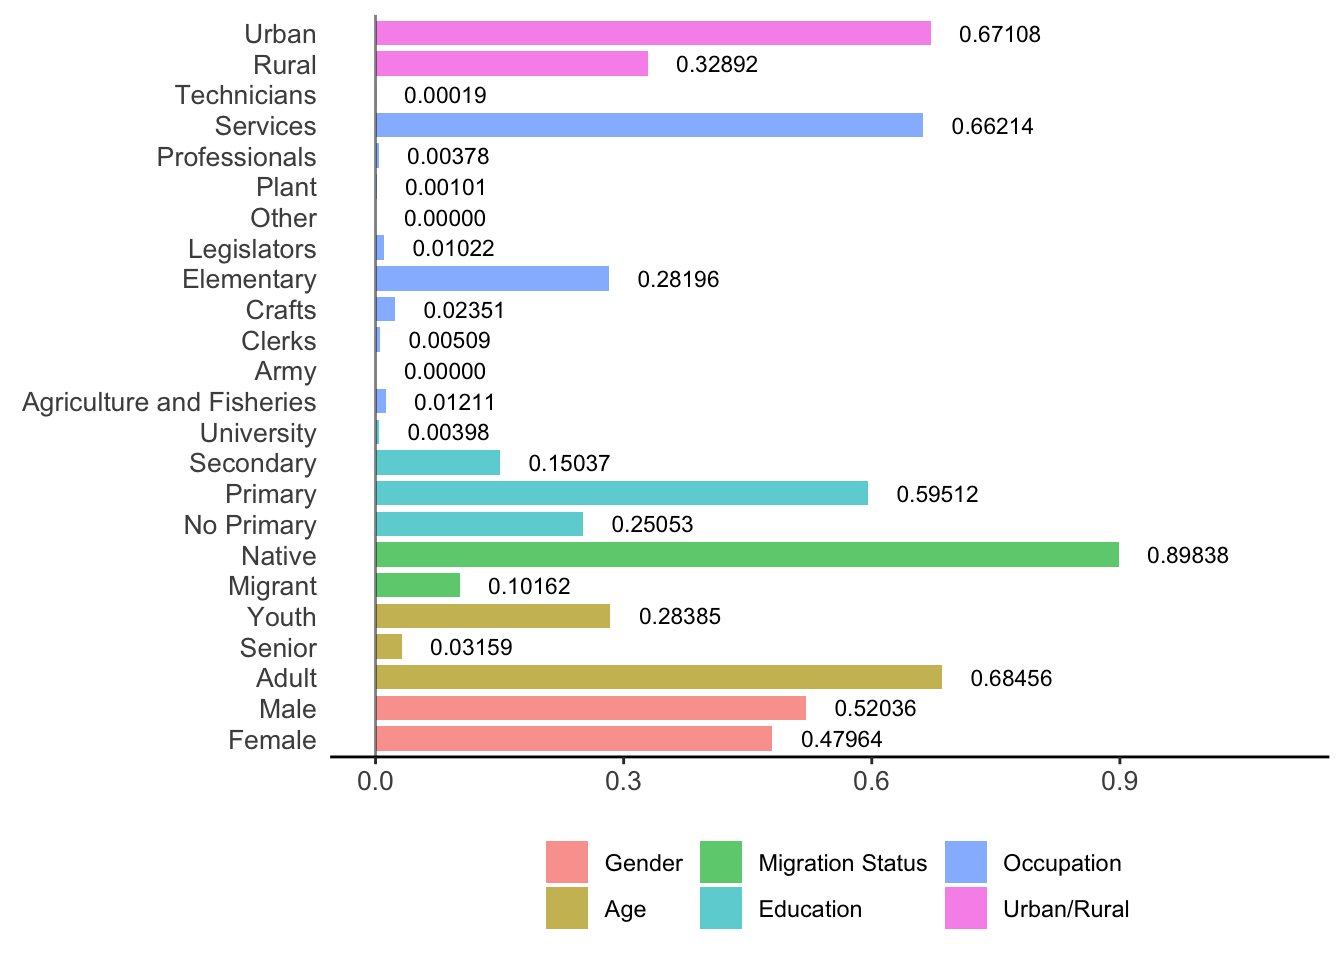 Urban 0.67108
Rural 0.32892
Technicians 0.00019
Services 0.66214
Professionals 0.00378
Plant 0.00101
Other 0.00000
Legislators 0.01022
Elementary 0.28196
Crafts 0.02351
Clerks 0.00509
Army 0.00000
Agriculture and Fisheries 0.01211
University 0.00398
Secondary 0.15037
Primary 0.59512
No Primary 0.25053
Native 0.89838
Migrant 0.10162
Youth 0.28385
Senior 0.03159
Adult 0.68456
Male 0.52036
Female 0.47964
0.0 0.3 0.6 0.9
Gender Migration Status Occupation
Age Education Urban/Rural